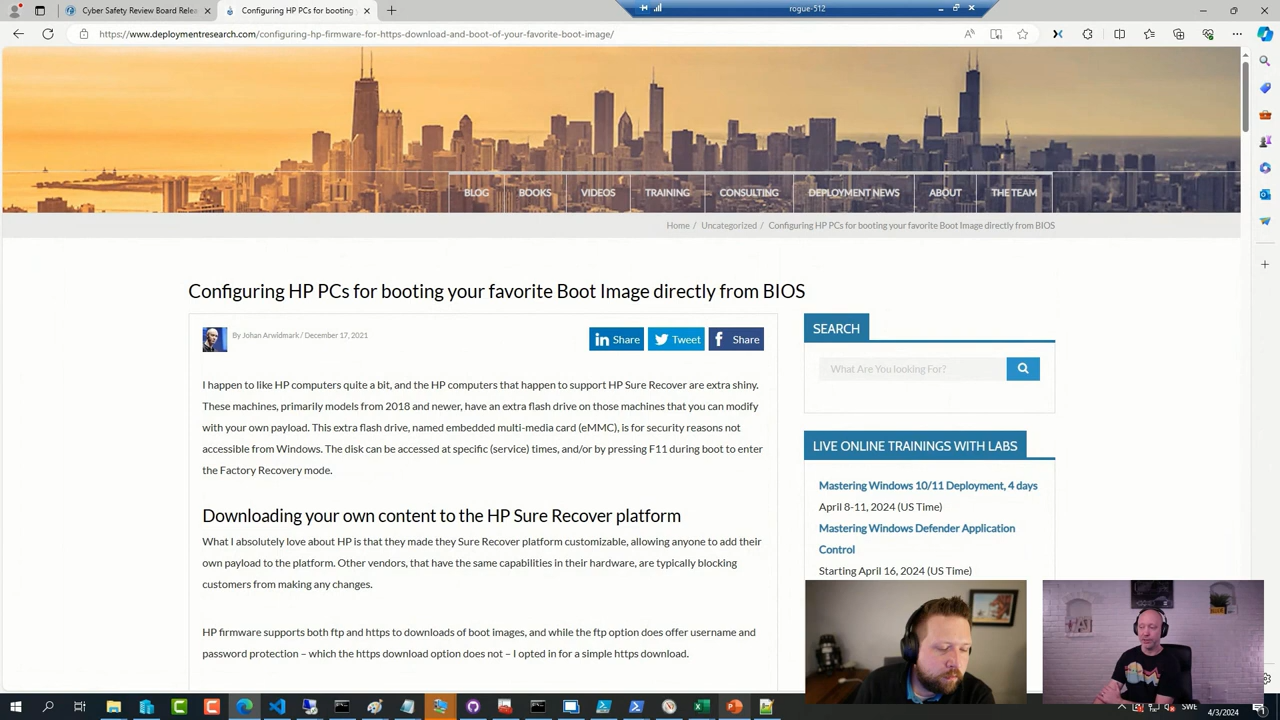 Cyber Safety Review Board Relea
Configuring HP PCs for booting y
rogue-512
https://www.deploymentresearch.com/configuring-hp-firmware-for-https-download-and-boot-of-your-favorite-boot-image/
BLOG BOOKS VIDEOS TRAINING CONSULTING DEPLOYMENT NEWS ABOUT THE TEAM
Home / Uncategorized / Configuring HP PCs for booting your favorite Boot Image directly from BIOS
Configuring HP PCs for booting your favorite Boot Image directly from BIOS
By Johan Arwidmark / December 17, 2021
Share Tweet Share
I happen to like HP computers quite a bit, and the HP computers that happen to support HP Sure Recover are extra shiny.
These machines, primarily models from 2018 and newer, have an extra flash drive on those machines that you can modify
with your own payload. This extra flash drive, named embedded multi-media card (eMMC), is for security reasons not
accessible from Windows. The disk can be accessed at specific (service) times, and/or by pressing F11 during boot to enter
the Factory Recovery mode.
Downloading your own content to the HP Sure Recover platform
What I absolutely love about HP is that they made they Sure Recover platform customizable, allowing anyone to add their
own payload to the platform. Other vendors, that have the same capabilities in their hardware, are typically blocking
customers from making any changes.
HP firmware supports both ftp and https to downloads of boot images, and while the ftp option does offer username and
password protection – which the https download option does not – I opted in for a simple https download.
SEARCH
What Are You looking For?
LIVE ONLINE TRAININGS WITH LABS
Mastering Windows 10/11 Deployment, 4 days
April 8-11, 2024 (US Time)
Mastering Windows Defender Application
Control
Starting April 16, 2024 (US Time)
SWE
4/3/2024